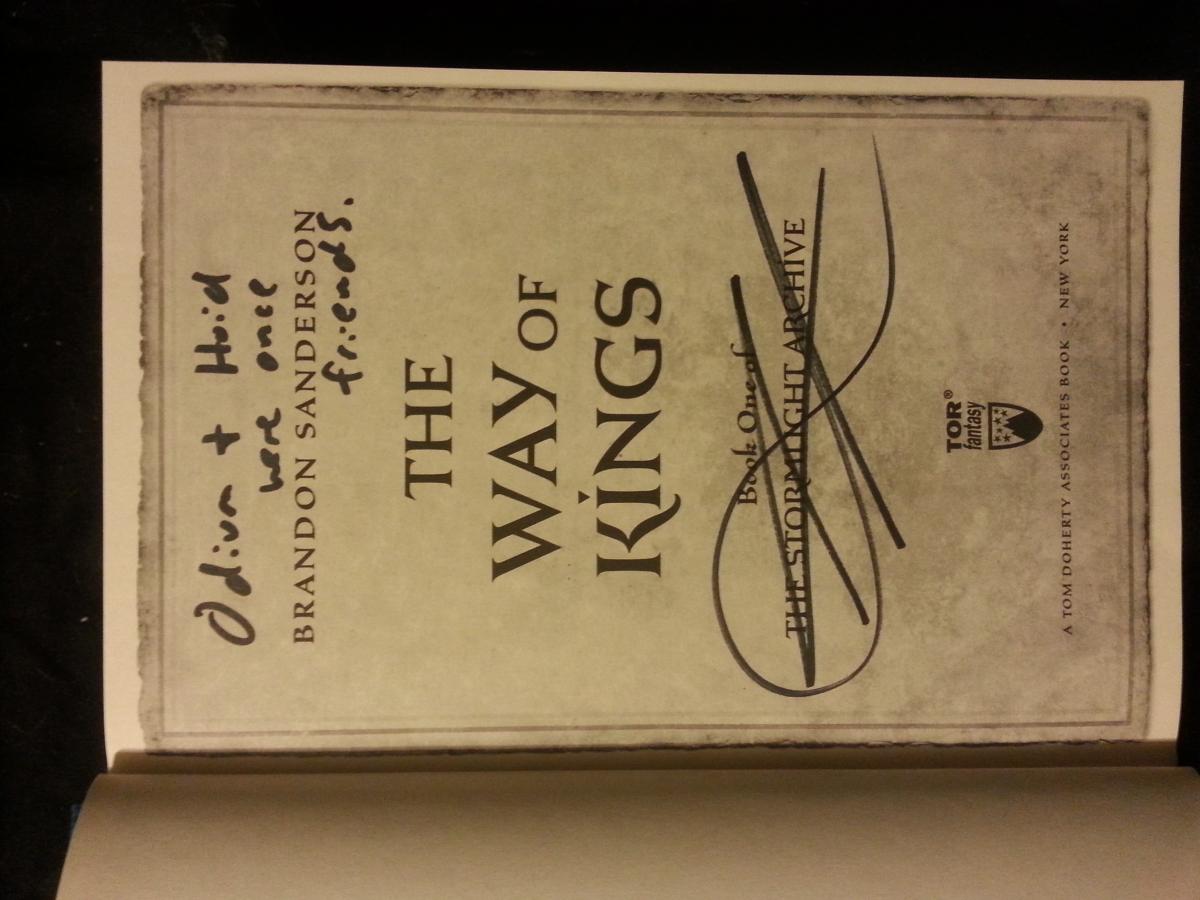 Odium + Hoid
were once
BRANDON SANDERSON
friends.
THE
WAY OF
KINGS
Book One of
THE STORMLIGHT ARCHIVE
TOR®
fantasy
A TOM DOHERTY ASSOCIATES BOOK • NEW YORK